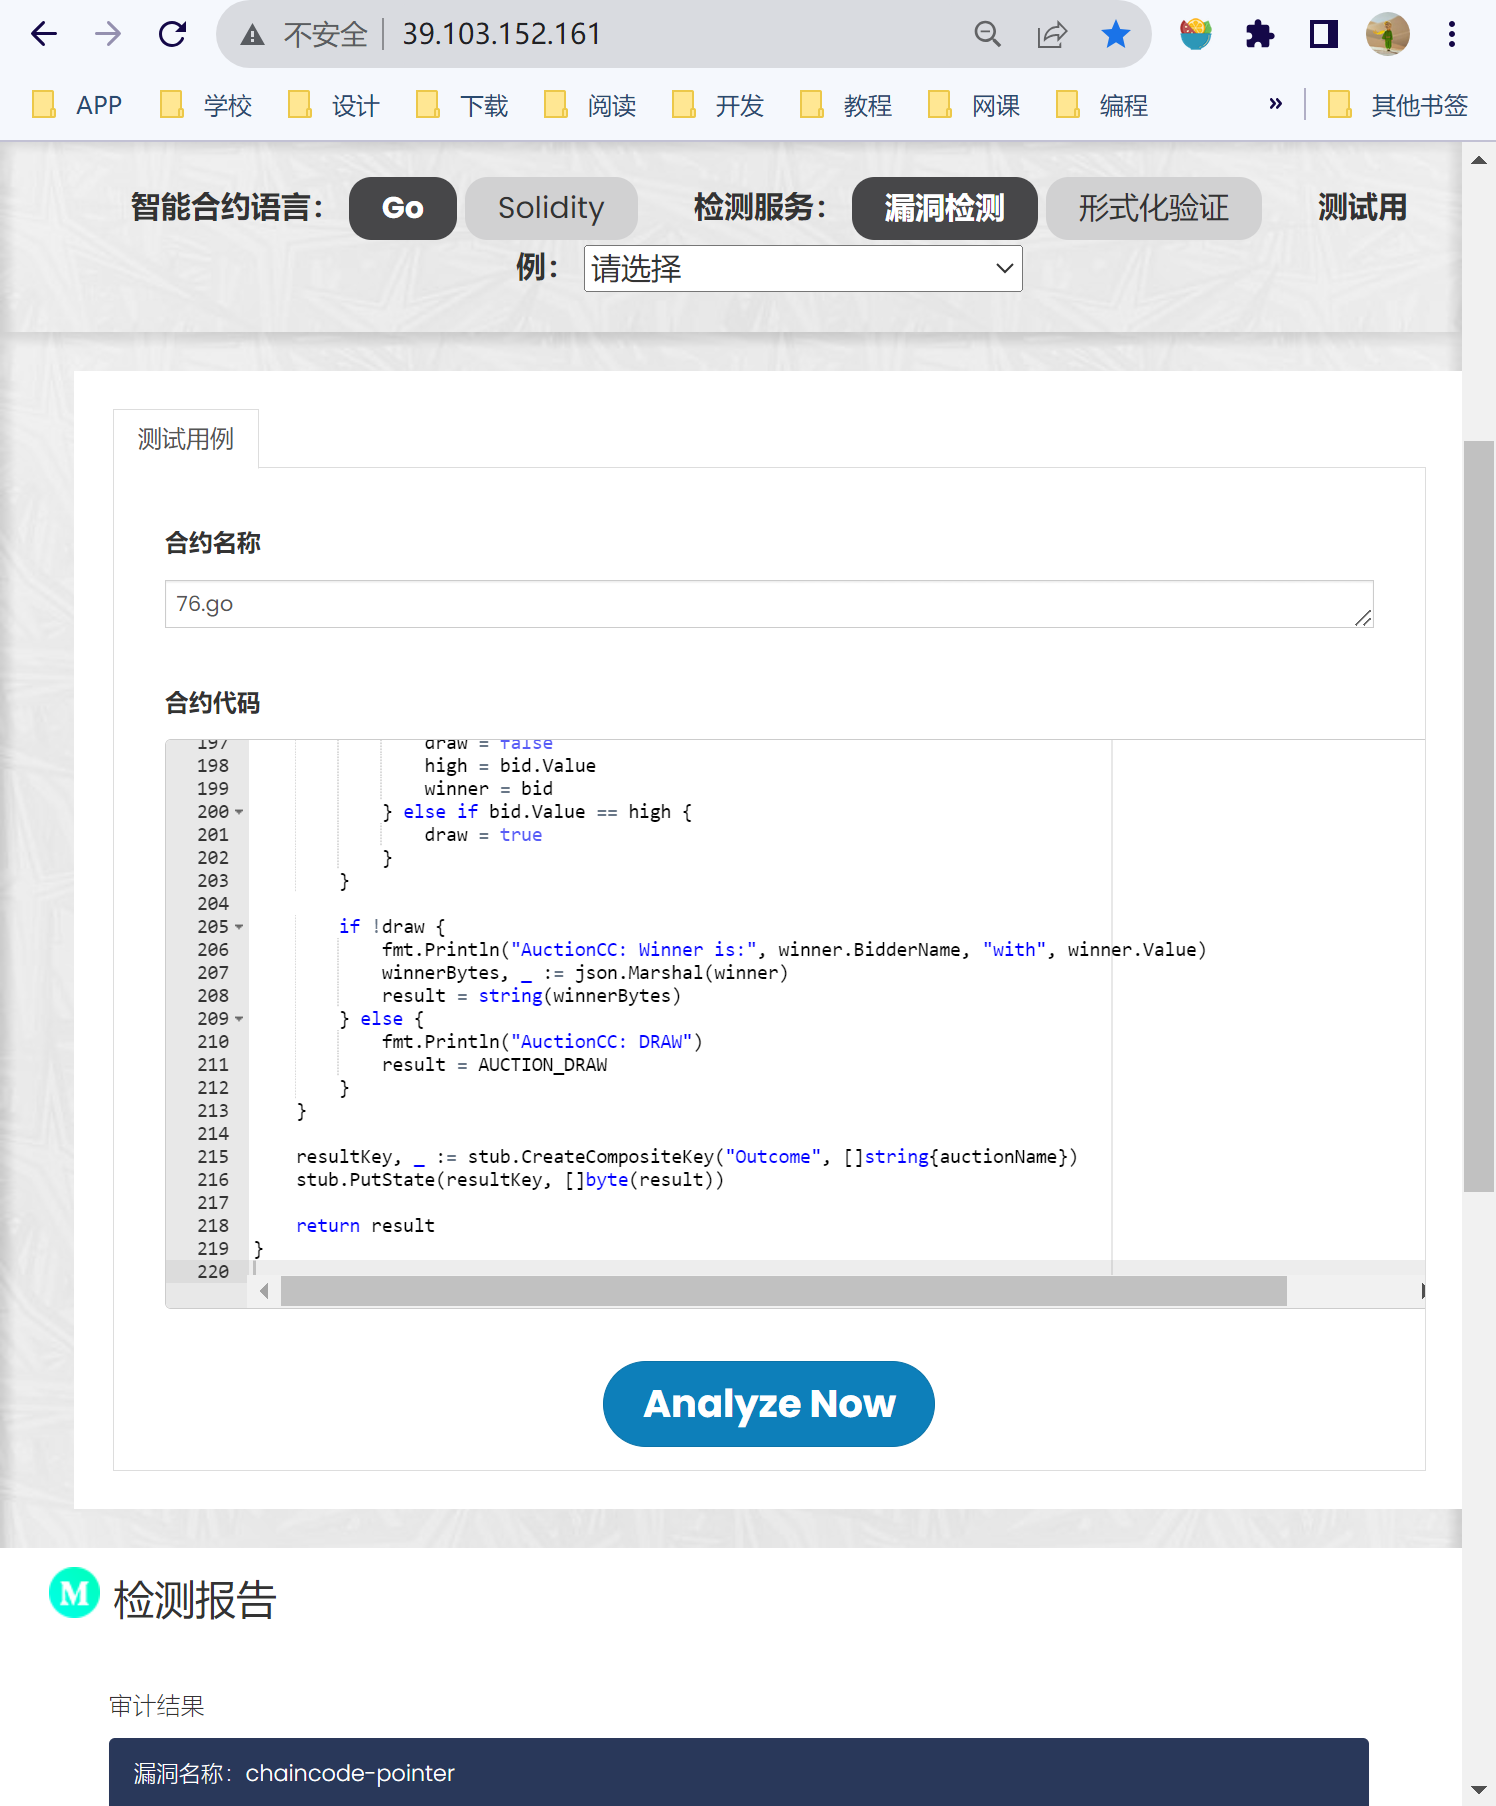 不安全 39.103.152.161
APP 学校 设计 下载 阅读 开发 教程 网课 编程 » 其他书签
智能合约语言： Go Solidity 检测服务： 漏洞检测 形式化验证 测试用
例： 请选择
测试用例
合约名称
76.go
合约代码
197 draw = false
198 high = bid.Value
199 winner = bid
200 } else if bid.Value == high {
201 draw = true
202 }
203 }
204
205 if !draw {
206 fmt.Println("AuctionCC: Winner is:", winner.BidderName, "with", winner.Value)
207 winnerBytes, _ := json.Marshal(winner)
208 result = string(winnerBytes)
209 } else {
210 fmt.Println("AuctionCC: DRAW")
211 result = AUCTION_DRAW
212 }
213 }
214
215 resultKey, _ := stub.CreateCompositeKey("Outcome", []string{auctionName})
216 stub.PutState(resultKey, []byte(result))
217
218 return result
219 }
220
Analyze Now
M 检测报告
审计结果
漏洞名称：chaincode-pointer